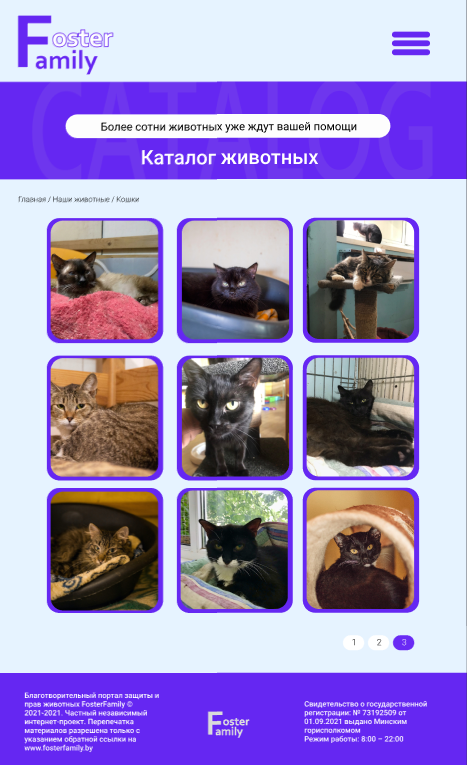 Foster
Family
CATALOG
Более сотни животных уже ждут вашей помощи
Каталог животных
Главная / Наши животные / Кошки
1 2 3
Благотворительный портал защиты и
прав животных FosterFamily ©
2021-2021. Частный независимый
интернет-проект. Перепечатка
материалов разрешена только с
указанием обратной ссылки на
www.fosterfamily.by
Foster
Family
Свидетельство о государственной
регистрации: № 73192509 от
01.09.2021 выдано Минским
горисполкомом
Режим работы: 8:00 – 22:00